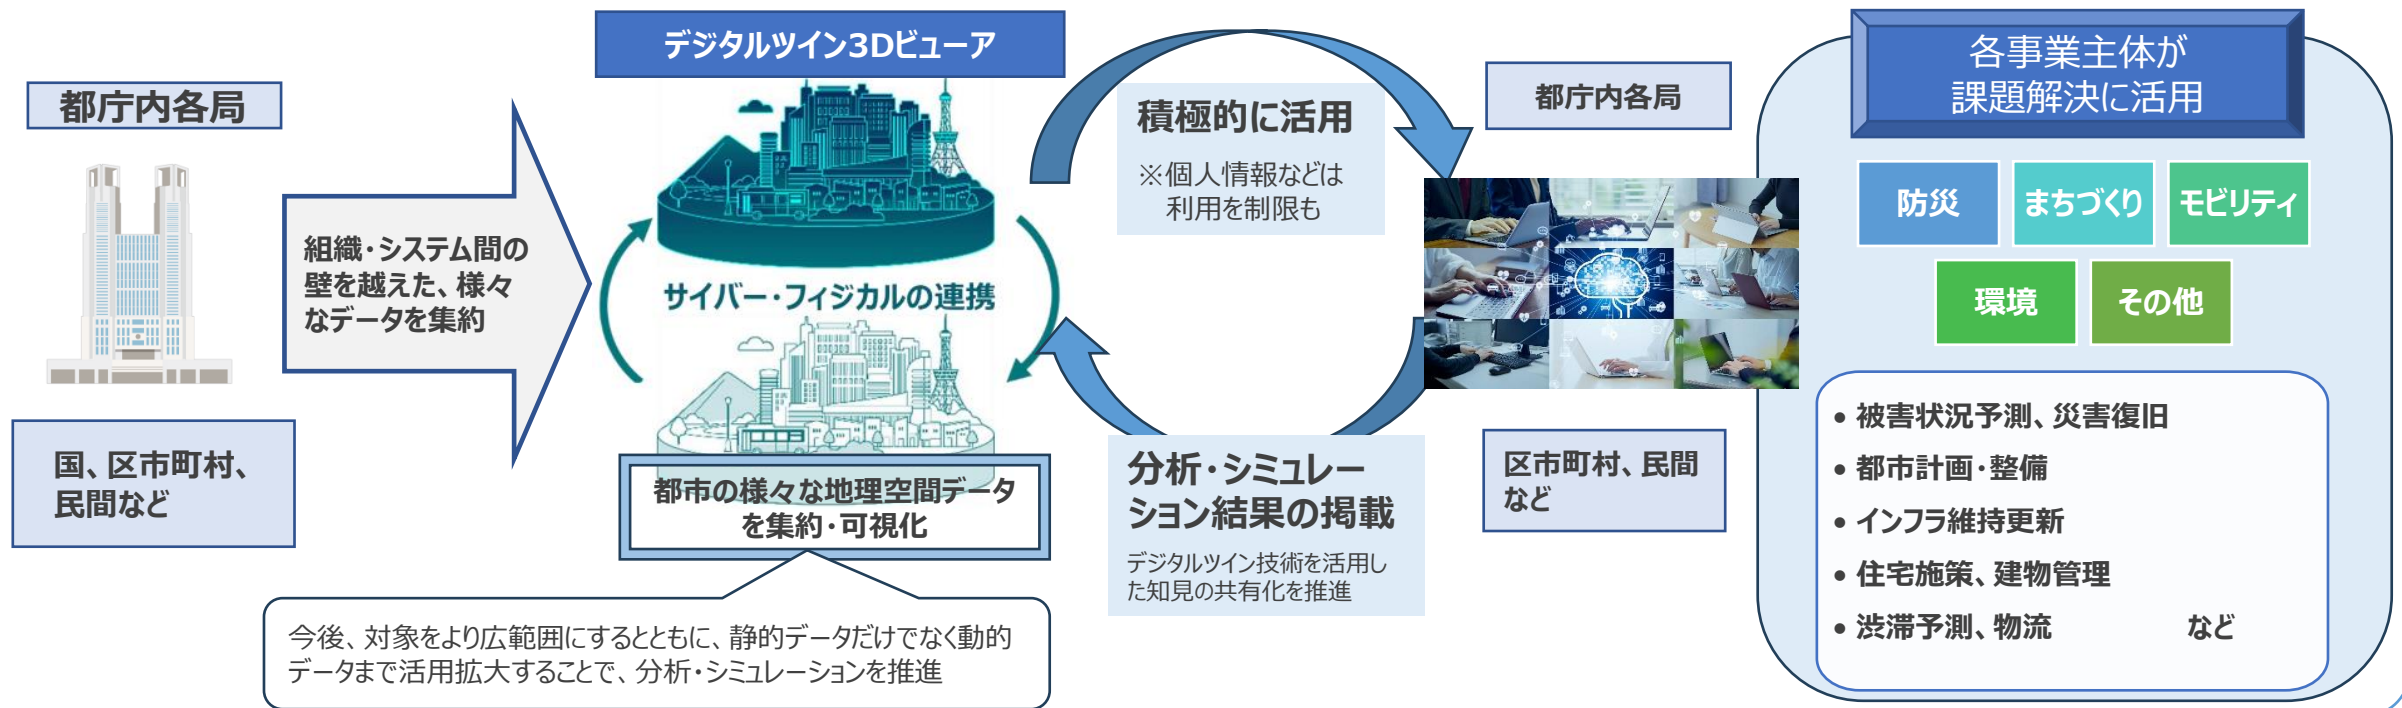 都庁内各局
国、区市町村、
民間など
組織・システム間の
壁を越えた、様々
なデータを集約
デジタルツイン3Dビューア
サイバー・フィジカルの連携
都市の様々な地理空間データ
を集約・可視化
今後、対象をより広範囲にするとともに、静的データだけでなく動的
データまで活用拡大することで、分析・シミュレーションを推進
積極的に活用
※個人情報などは
利用を制限も
分析・シミュレー
ション結果の掲載
デジタルツイン技術を活用し
た知見の共有化を推進
都庁内各局
区市町村、民間
など
各事業主体が
課題解決に活用
防災
まちづくり
モビリティ
環境
その他
• 被害状況予測、災害復旧
• 都市計画・整備
• インフラ維持更新
• 住宅施策、建物管理
• 渋滞予測、物流 など